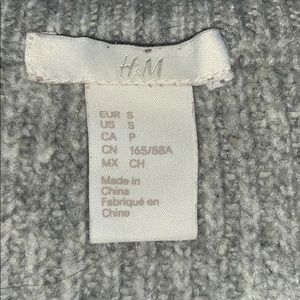 H&M
EUR S
US S
CA P
CN 165/88A
MX CH
Made in
China
Fabriqué en
Chine